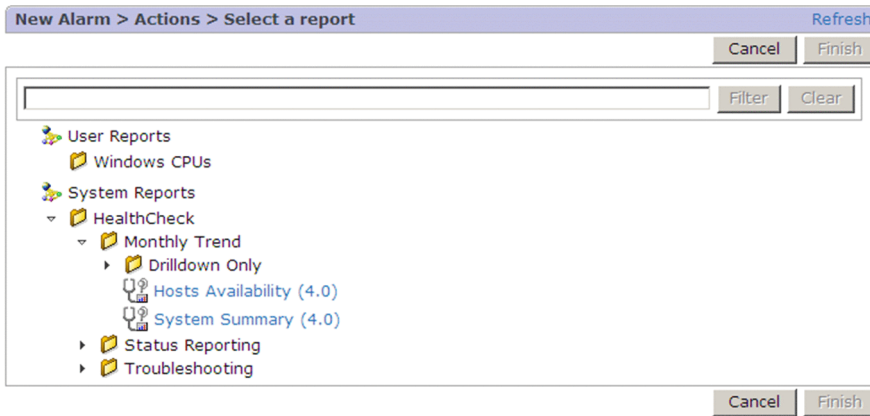 New Alarm > Actions > Select a report Refresh
Cancel Finish
Filter Clear
User Reports
Windows CPUs
System Reports
HealthCheck
Monthly Trend
Drilldown Only
Hosts Availability (4.0)
System Summary (4.0)
Status Reporting
Troubleshooting
Cancel Finish